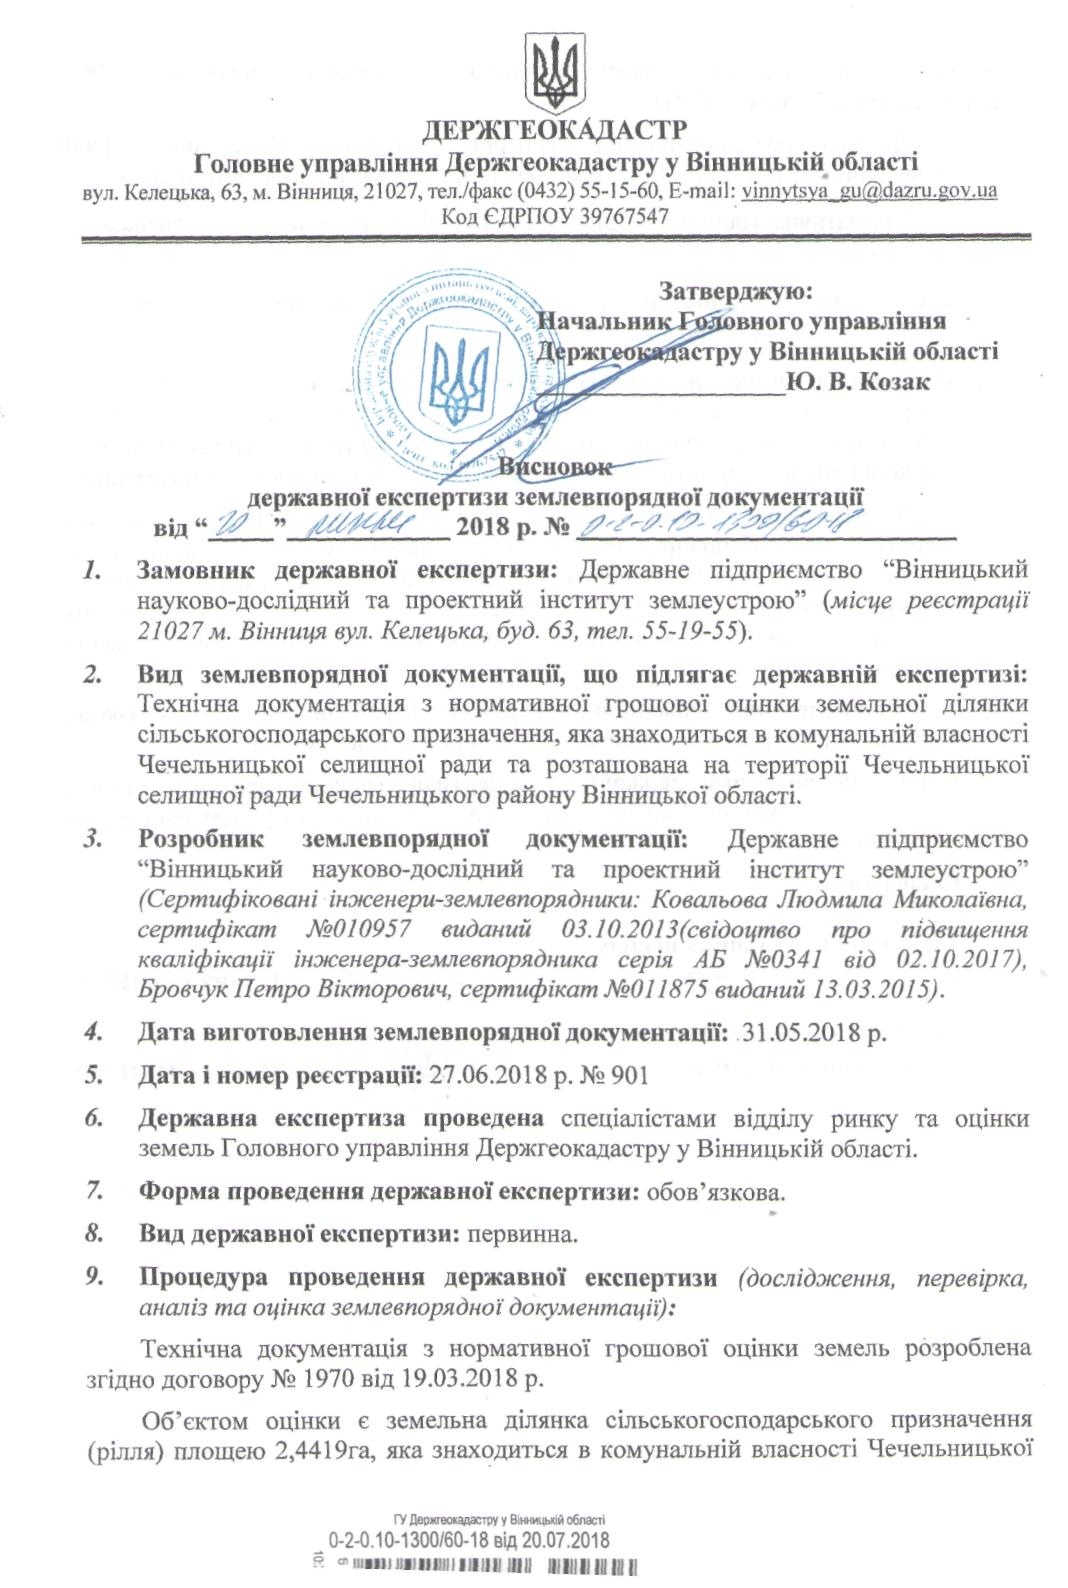 ДЕРЖГЕОКАДАСТР
Головне управління Держгеокадастру у Вінницькій області
вул. Келецька, 63, м. Вінниця, 21027, тел./факс (0432) 55-15-60, E-mail: vinnytsya_gu@dazru.gov.ua
Код ЄДРПОУ 39767547
Затверджую:
Начальник Головного управління
Держгеокадастру у Вінницькій області
Ю. В. Козак
Висновок
державної експертизи землевпорядної документації
від “ 20 ” липня 2018 р. № 0-2-0.10-1300/60-18
1. Замовник державної експертизи: Державне підприємство “Вінницький
науково-дослідний та проектний інститут землеустрою” (місце реєстрації
21027 м. Вінниця вул. Келецька, буд. 63, тел. 55-19-55).
2. Вид землевпорядної документації, що підлягає державній експертизі:
Технічна документація з нормативної грошової оцінки земельної ділянки
сільськогосподарського призначення, яка знаходиться в комунальній власності
Чечельницької селищної ради та розташована на території Чечельницької
селищної ради Чечельницького району Вінницької області.
3. Розробник землевпорядної документації: Державне підприємство
“Вінницький науково-дослідний та проектний інститут землеустрою”
(Сертифіковані інженери-землевпорядники: Ковальова Людмила Миколаївна,
сертифікат №010957 виданий 03.10.2013(свідоцтво про підвищення
кваліфікації інженера-землевпорядника серія АБ №0341 від 02.10.2017),
Бровчук Петро Вікторович, сертифікат №011875 виданий 13.03.2015).
4. Дата виготовлення землевпорядної документації: 31.05.2018 р.
5. Дата і номер реєстрації: 27.06.2018 р. № 901
6. Державна експертиза проведена спеціалістами відділу ринку та оцінки
земель Головного управління Держгеокадастру у Вінницькій області.
7. Форма проведення державної експертизи: обов’язкова.
8. Вид державної експертизи: первинна.
9. Процедура проведення державної експертизи (дослідження, перевірка,
аналіз та оцінка землевпорядної документації):
Технічна документація з нормативної грошової оцінки земель розроблена
згідно договору № 1970 від 19.03.2018 р.
Об’єктом оцінки є земельна ділянка сільськогосподарського призначення
(рілля) площею 2,4419га, яка знаходиться в комунальній власності Чечельницької
ГУ Держгеокадастру у Вінницькій області
0-2-0.10-1300/60-18 від 20.07.2018